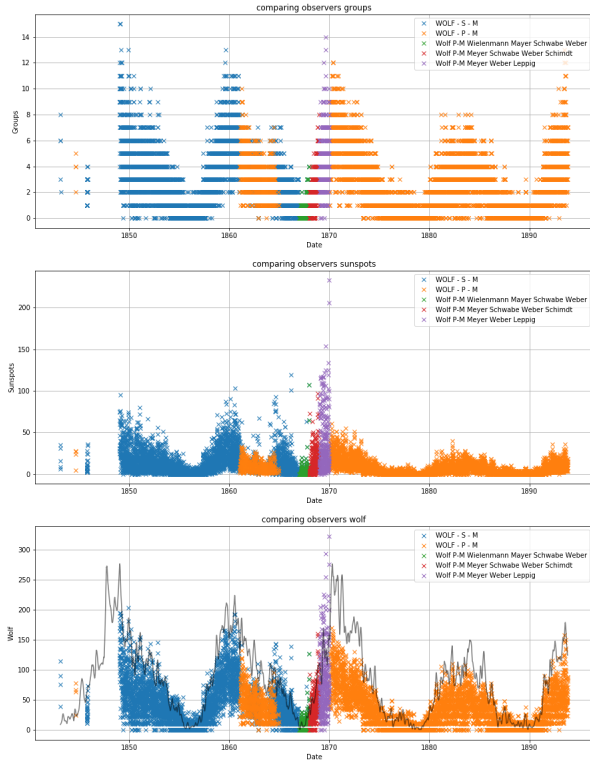 comparing observers groups
WOLF - S - M
WOLF - P - M
Wolf P-M Wielenmann Mayer Schwabe Weber
Wolf P-M Meyer Schwabe Weber Schimdt
Wolf P-M Meyer Weber Leppig
Groups
14
12
10
8
6
4
2
0
1850
1860
1870
1880
1890
Date
comparing observers sunspots
WOLF - S - M
WOLF - P - M
Wolf P-M Wielenmann Mayer Schwabe Weber
Wolf P-M Meyer Schwabe Weber Schimdt
Wolf P-M Meyer Weber Leppig
Sunspots
200
150
100
50
0
1850
1860
1870
1880
1890
Date
comparing observers wolf
WOLF - S - M
WOLF - P - M
Wolf P-M Wielenmann Mayer Schwabe Weber
Wolf P-M Meyer Schwabe Weber Schimdt
Wolf P-M Meyer Weber Leppig
Wolf
300
250
200
150
100
50
0
1850
1860
1870
1880
1890
Date